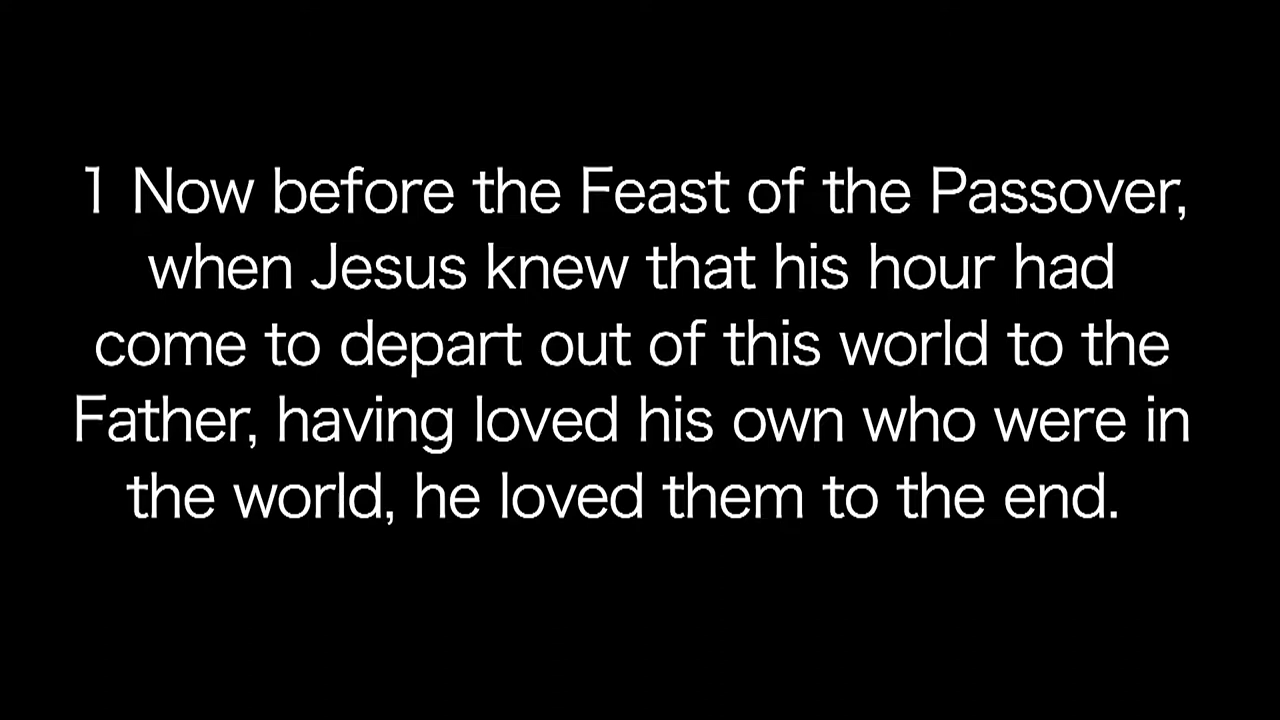 1 Now before the Feast of the Passover,
when Jesus knew that his hour had
come to depart out of this world to the
Father, having loved his own who were in
the world, he loved them to the end.